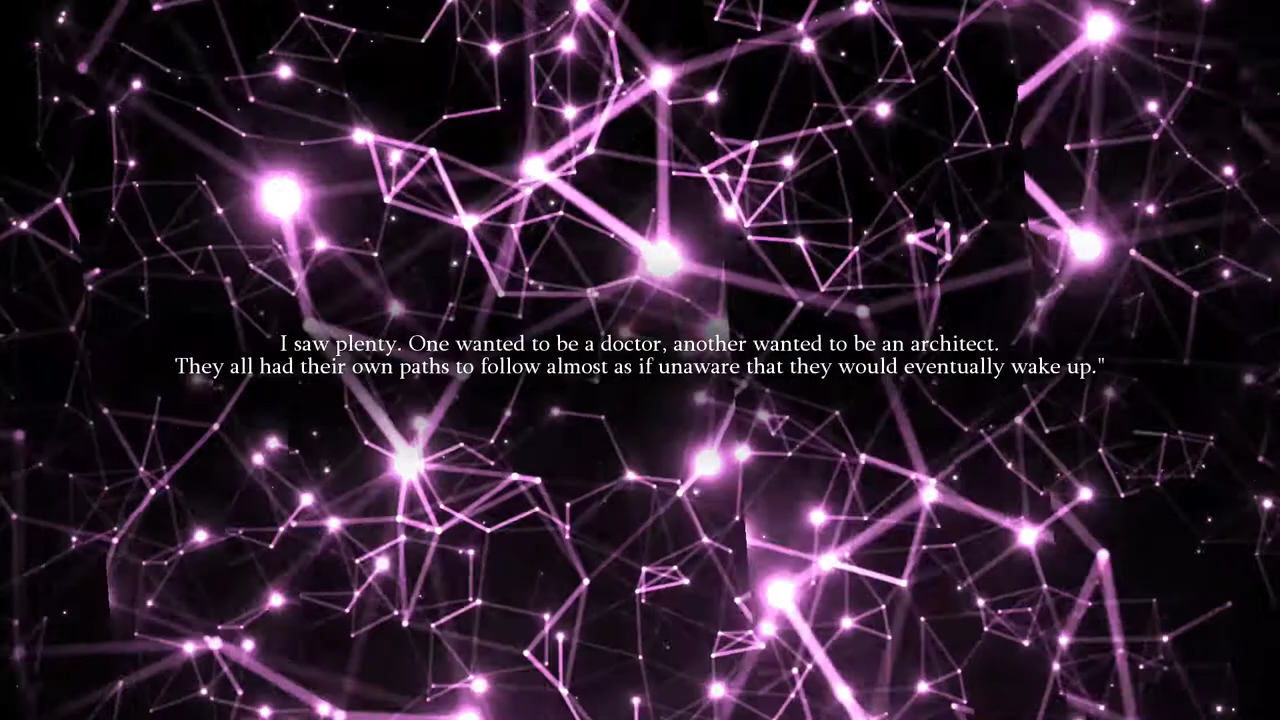 I saw plenty. One wanted to be a doctor, another wanted to be an architect.
They all had their own paths to follow almost as if unaware that they would eventually wake up."